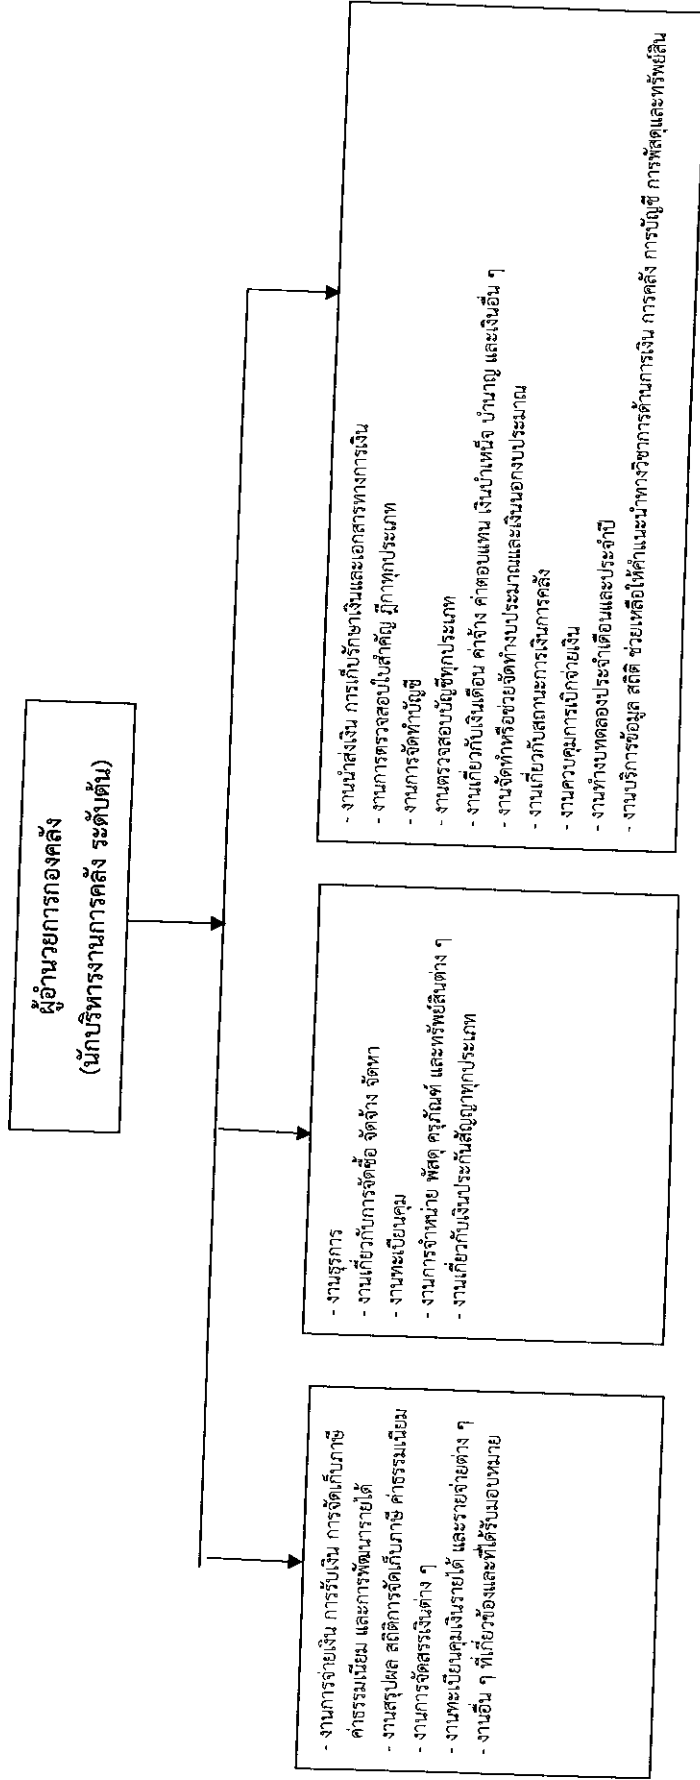 ผู้อำนวยการกองคลัง
(นักบริหารงานการคลัง ระดับต้น)
- งานการจ่ายเงิน การรับเงิน การจัดเก็บภาษี
ค่าธรรมเนียม และการพัฒนารายได้
- งานสรุปผล สถิติการจัดเก็บภาษี ค่าธรรมเนียม
- งานการจัดสรรเงินต่าง ๆ
- งานทะเบียนคุมเงินรายได้ และรายจ่ายต่าง ๆ
- งานอื่น ๆ ที่เกี่ยวข้องและที่ได้รับมอบหมาย
- งานธุรการ
- งานเกี่ยวกับการจัดซื้อ จัดจ้าง จัดหา
- งานทะเบียนคุม
- งานการจำหน่าย พัสดุ ครุภัณฑ์ และทรัพย์สินต่าง ๆ
- งานเกี่ยวกับเงินประกันสัญญาทุกประเภท
- งานนำส่งเงิน การเก็บรักษาเงินและเอกสารทางการเงิน
- งานการตรวจสอบใบสำคัญ ฎีกาทุกประเภท
- งานการจัดทำบัญชี
- งานตรวจสอบบัญชีทุกประเภท
- งานเกี่ยวกับเงินเดือน ค่าจ้าง ค่าตอบแทน เงินบำเหน็จ บำนาญ และเงินอื่น ๆ
- งานจัดทำหรือช่วยจัดทำงบประมาณและเงินนอกงบประมาณ
- งานเกี่ยวกับสถานะการเงินการคลัง
- งานควบคุมการเบิกจ่ายเงิน
- งานทำงบทดลองประจำเดือนและประจำปี
- งานบริการข้อมูล สถิติ ช่วยเหลือให้คำแนะนำทางวิชาการด้านการเงิน การคลัง การบัญชี การพัสดุและทรัพย์สิน